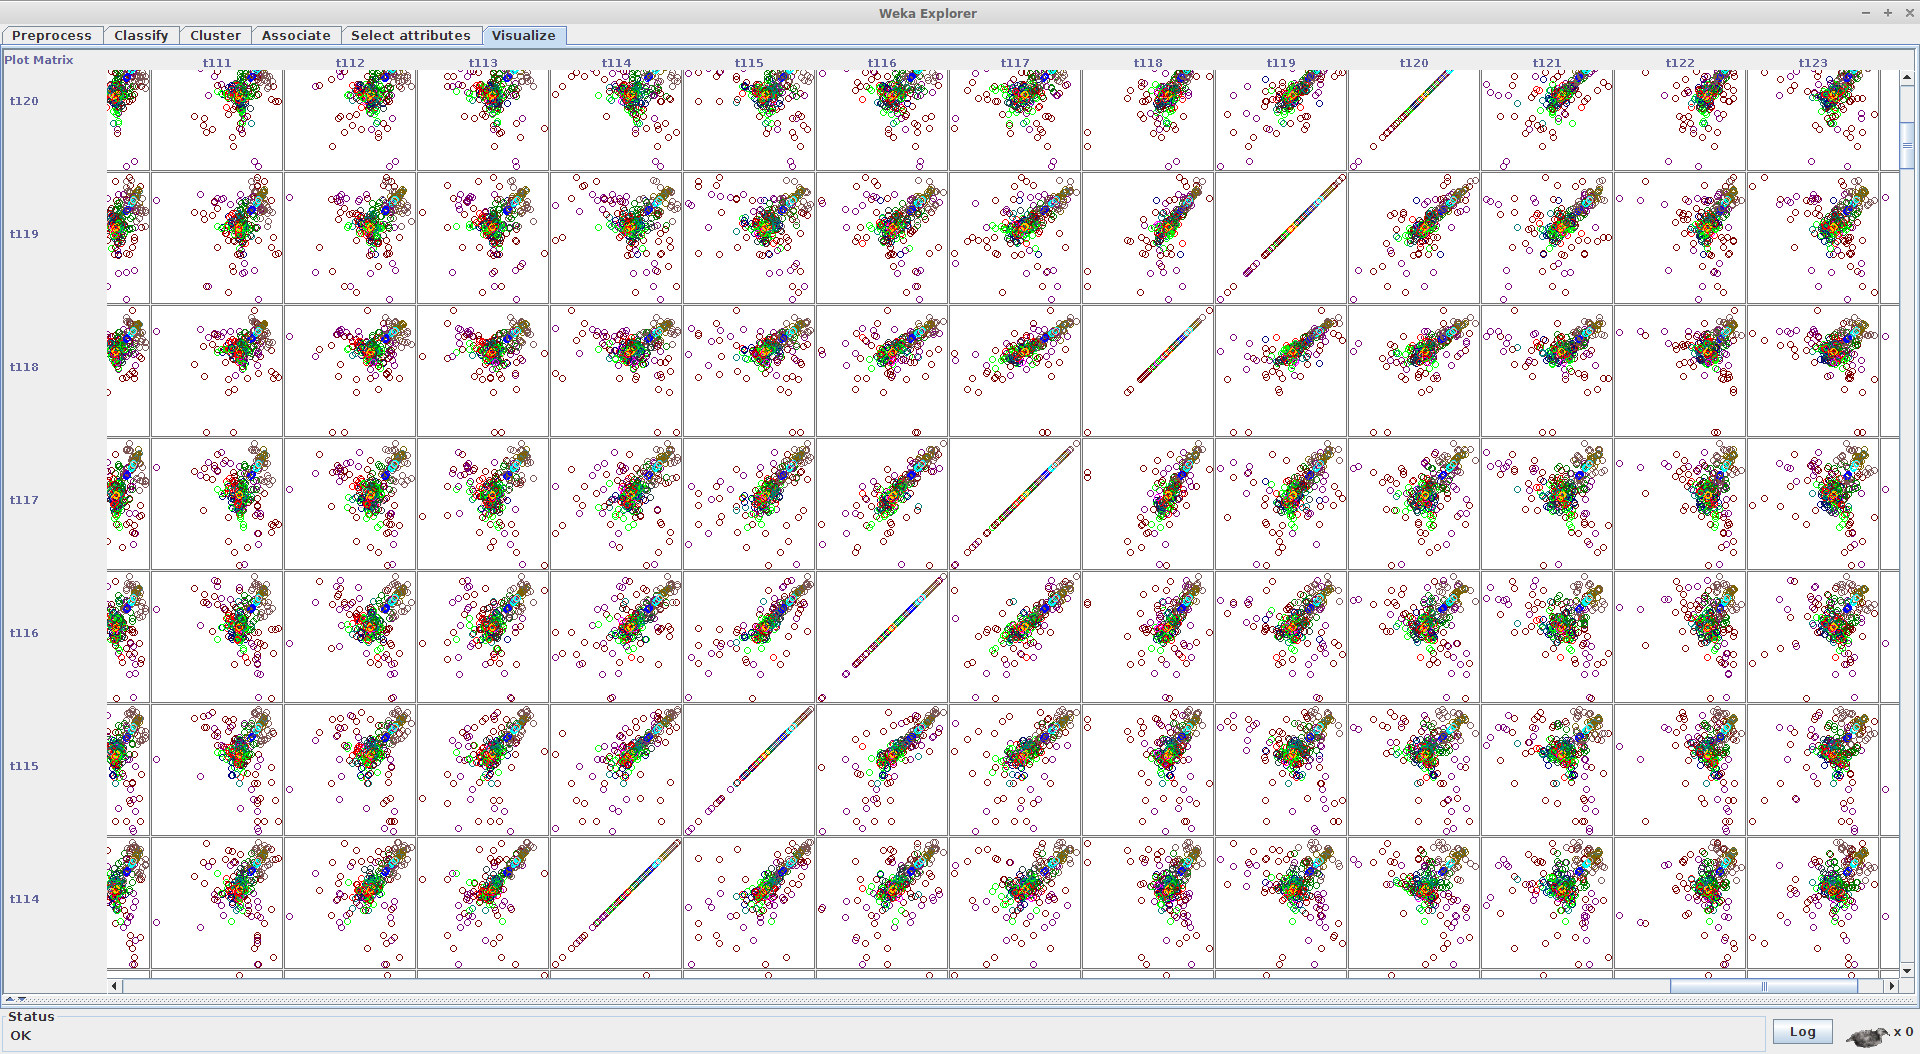 Weka Explorer
Preprocess Classify Cluster Associate Select attributes Visualize
Plot Matrix
t111 t112 t113 t114 t115 t116 t117 t118 t119 t120 t121 t122 t123
t120
t119
t118
t117
t116
t115
t114
Status
OK
Log
x 0